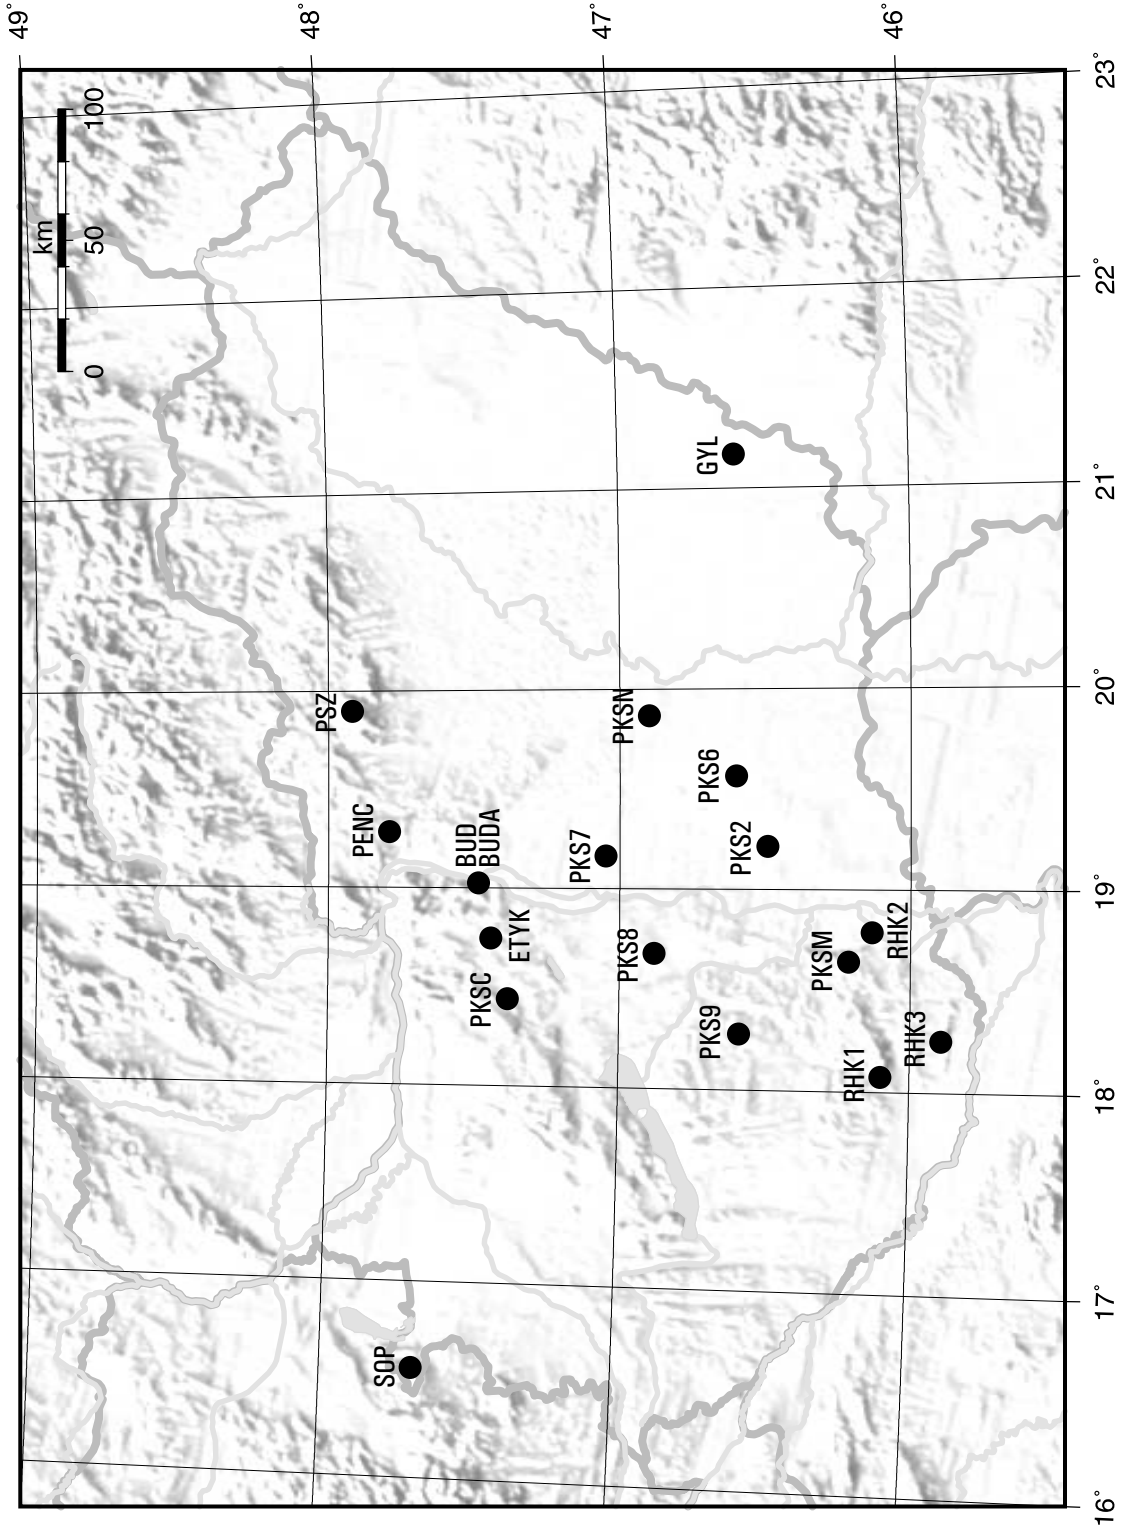 49°
48°
47°
46°
km
0
50
100
23°
22°
21°
20°
19°
18°
17°
16°
GYL
PSZ
PKSN
PKS6
PENC
BUD
BUDA
PKS7
PKS2
ETYK
PKS8
RHK2
PKSM
PKSC
PKS9
RHK3
RHK1
SOP